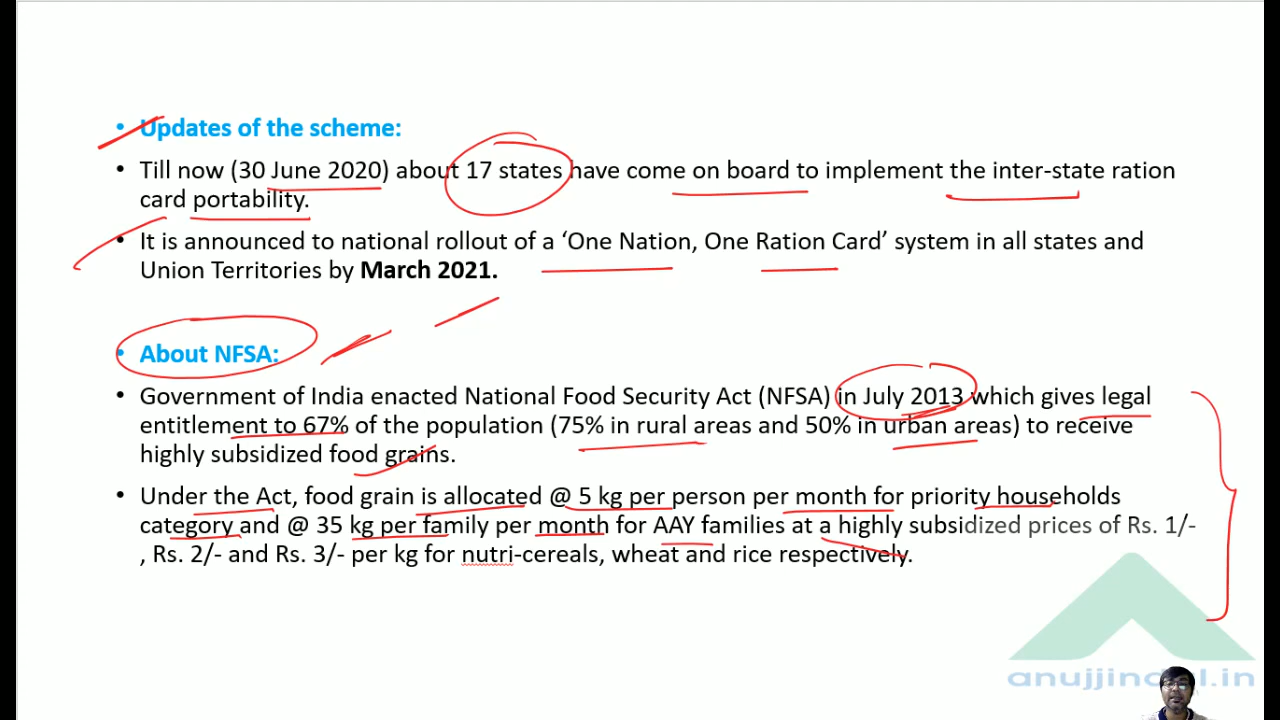 Updates of the scheme:
Till now (30 June 2020) about 17 states have come on board to implement the inter-state ration
card portability.
It is announced to national rollout of a ‘One Nation, One Ration Card’ system in all states and
Union Territories by March 2021.
About NFSA:
Government of India enacted National Food Security Act (NFSA) in July 2013 which gives legal
entitlement to 67% of the population (75% in rural areas and 50% in urban areas) to receive
highly subsidized food grains.
Under the Act, food grain is allocated @ 5 kg per person per month for priority households
category and @ 35 kg per family per month for AAY families at a highly subsidized prices of Rs. 1/-
, Rs. 2/- and Rs. 3/- per kg for nutri-cereals, wheat and rice respectively.